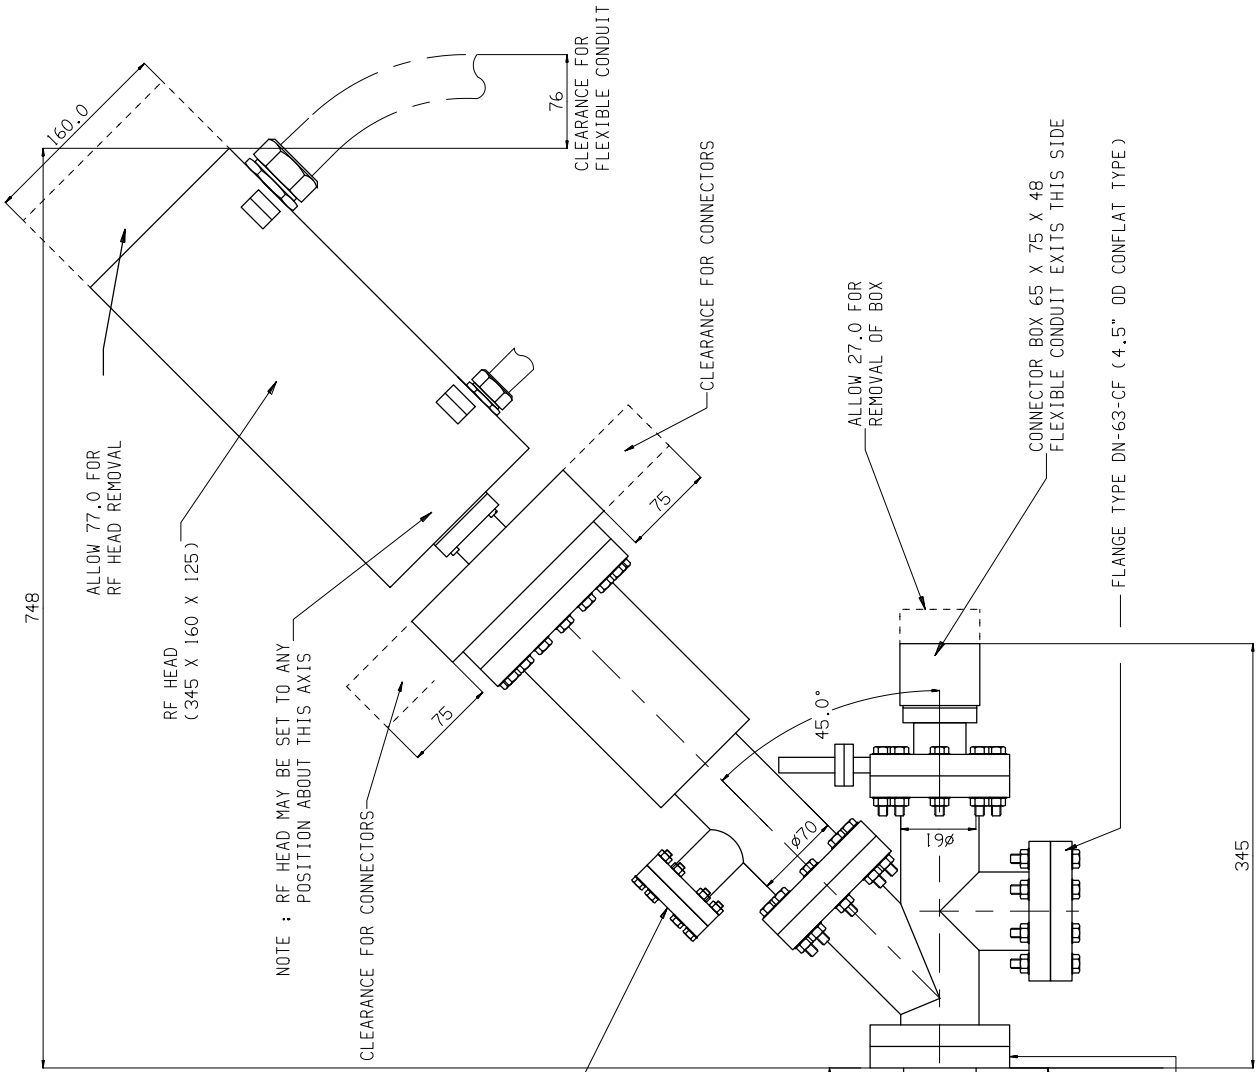 748
160.0
76
CLEARANCE FOR
FLEXIBLE CONDUIT
ALLOW 77.0 FOR
RF HEAD REMOVAL
RF HEAD
(345 X 160 X 125)
NOTE : RF HEAD MAY BE SET TO ANY
POSITION ABOUT THIS AXIS
CLEARANCE FOR CONNECTORS
75
CLEARANCE FOR CONNECTORS
75
ALLOW 27.0 FOR
REMOVAL OF BOX
CONNECTOR BOX 65 X 75 X 48
FLEXIBLE CONDUIT EXITS THIS SIDE
FLANGE TYPE DN-63-CF (4.5" OD CONFLAT TYPE)
45.0°
ø70
ø61
345